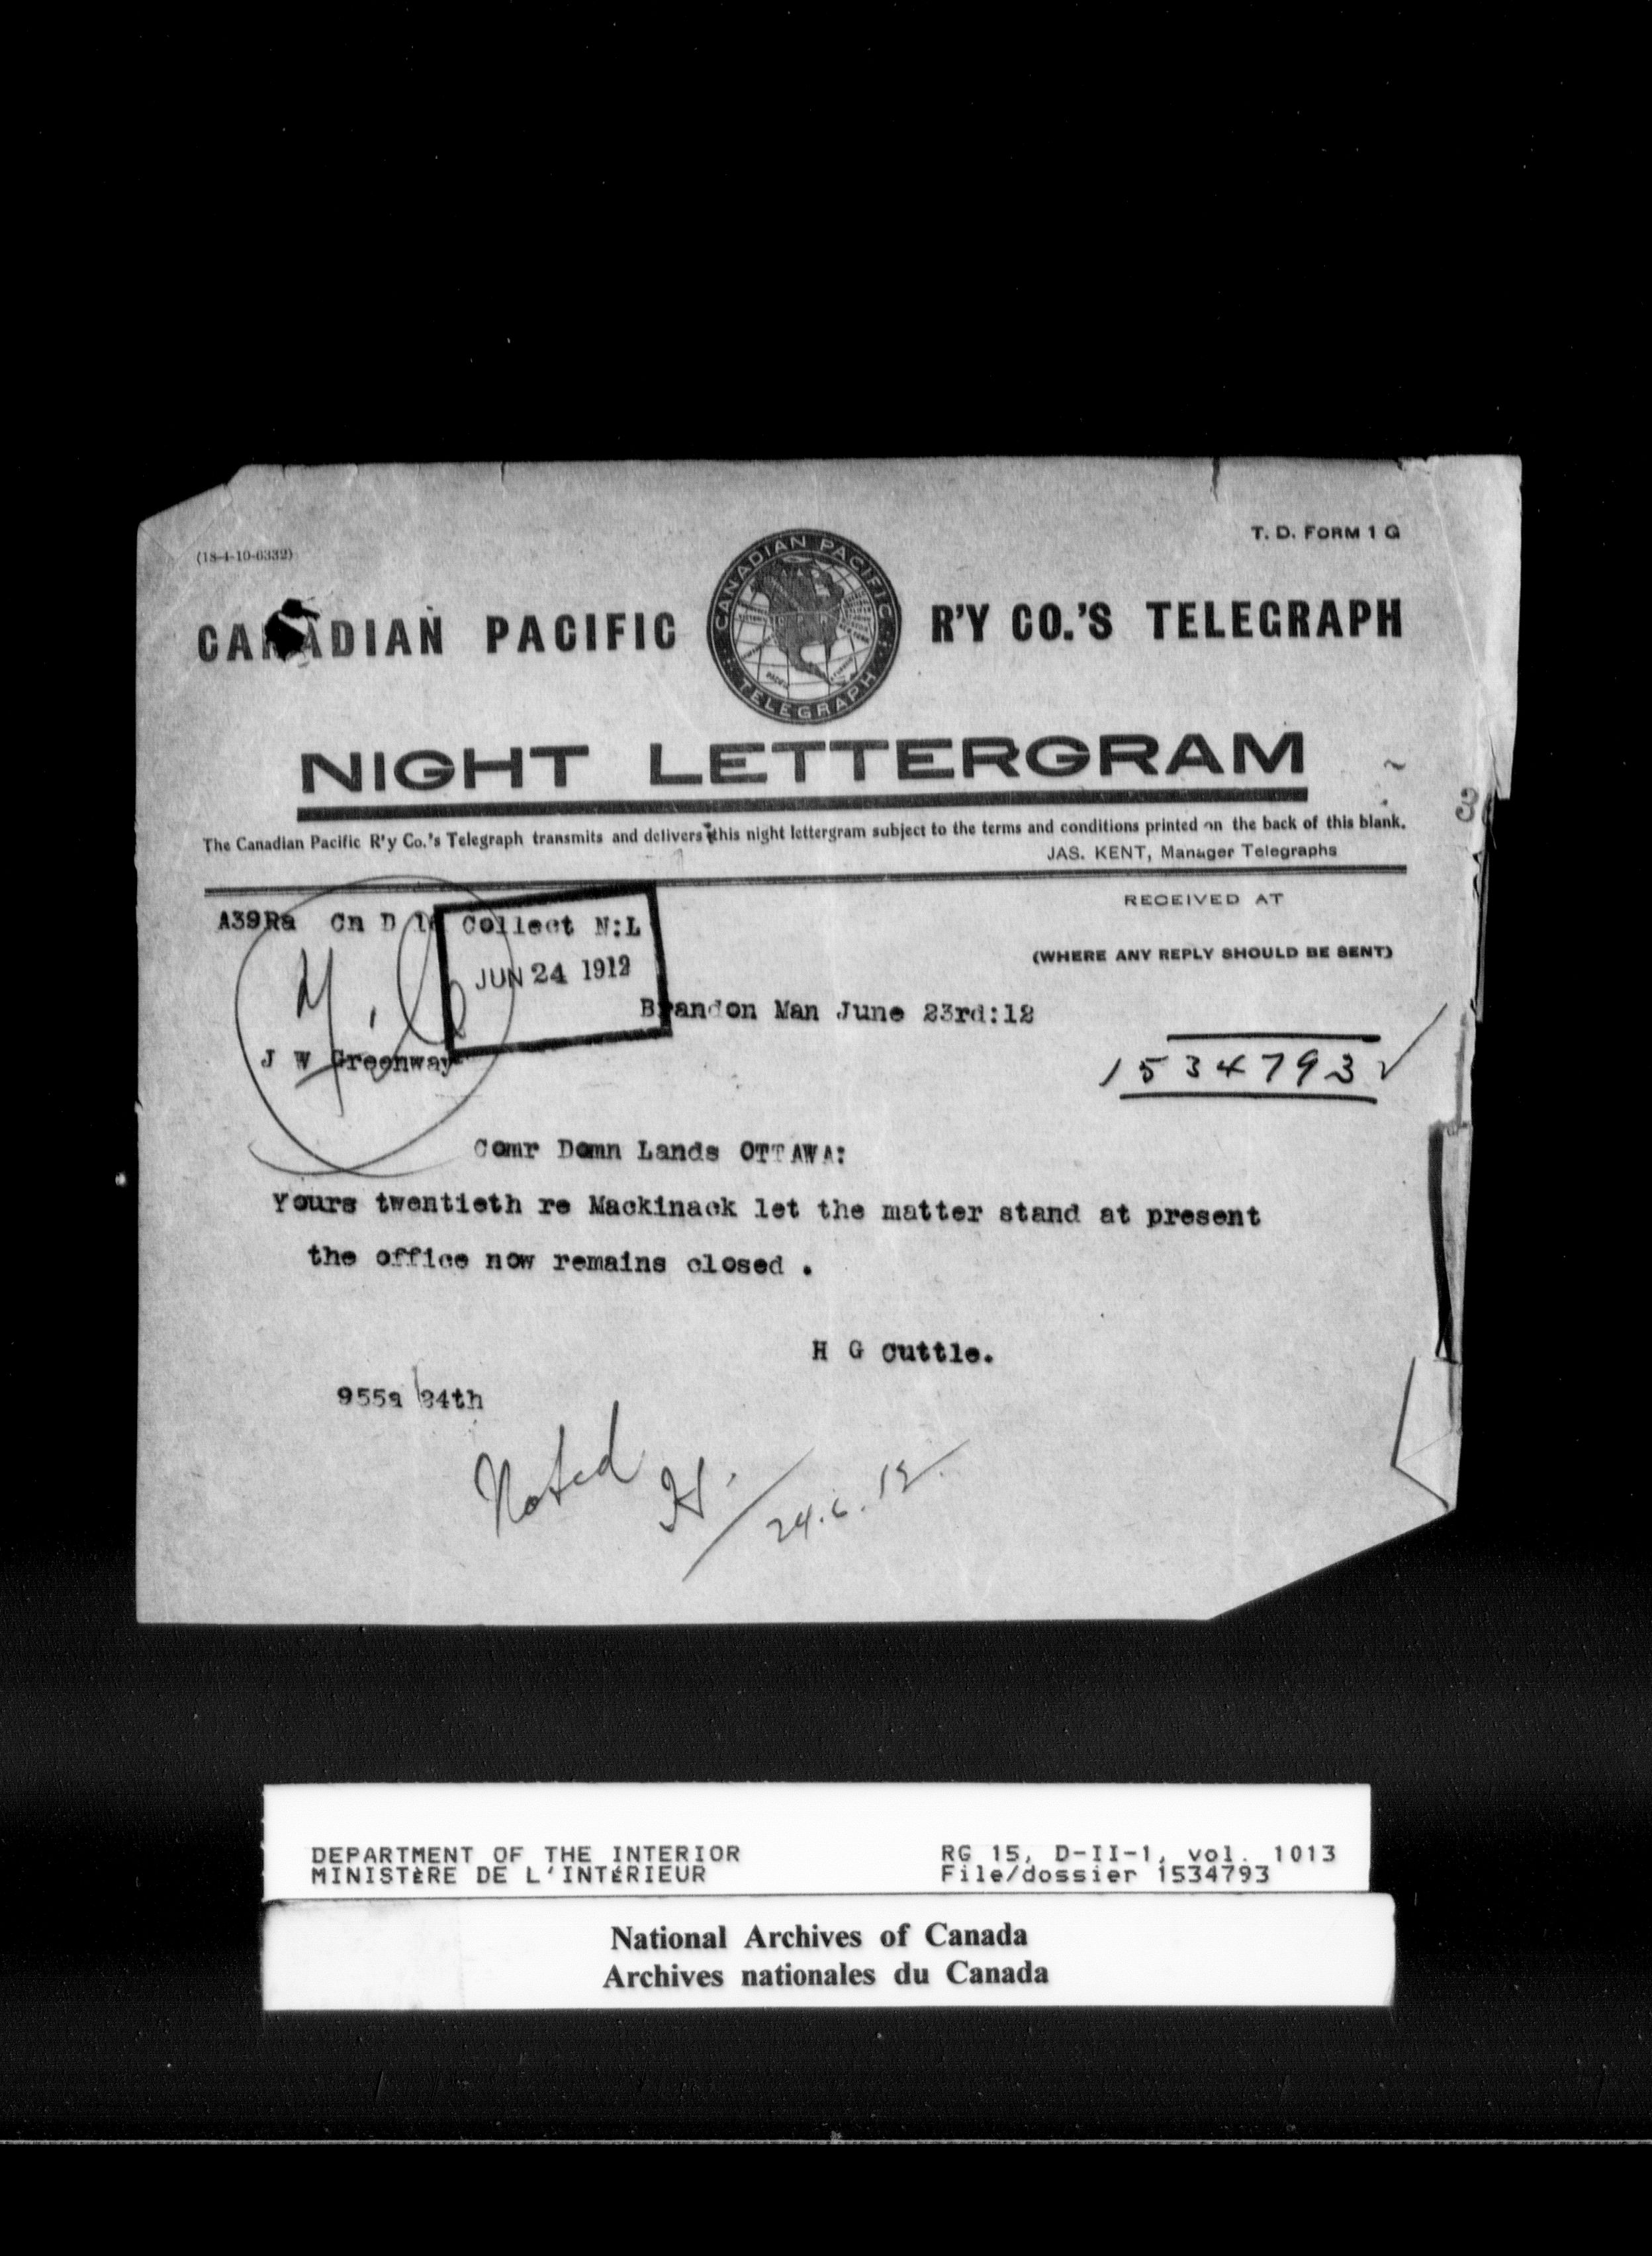 (18-4-10-6332)
T. D. FORM 1 G
CANADIAN PACIFIC R'Y CO.'S TELEGRAPH
CANADIAN PACIFIC TELEGRAPH
NIGHT LETTERGRAM
The Canadian Pacific R'y Co.'s Telegraph transmits and delivers this night lettergram subject to the terms and conditions printed on the back of this blank.
JAS. KENT, Manager Telegraphs
RECEIVED AT
A39Ra Cn D Collect N:L
(WHERE ANY REPLY SHOULD BE SENT)
JUN 24 1912
Brandon Man June 23rd:12
J W Greenway
1534793
Comr Domn Lands OTTAWA:
Yours twentieth re Mackinack let the matter stand at present
the office now remains closed .
H G Cuttle.
955a 24th
Noted
24.6.12.
DEPARTMENT OF THE INTERIOR
MINISTÈRE DE L'INTÉRIEUR
RG 15, D-II-1, vol. 1013
File/dossier 1534793
National Archives of Canada
Archives nationales du Canada